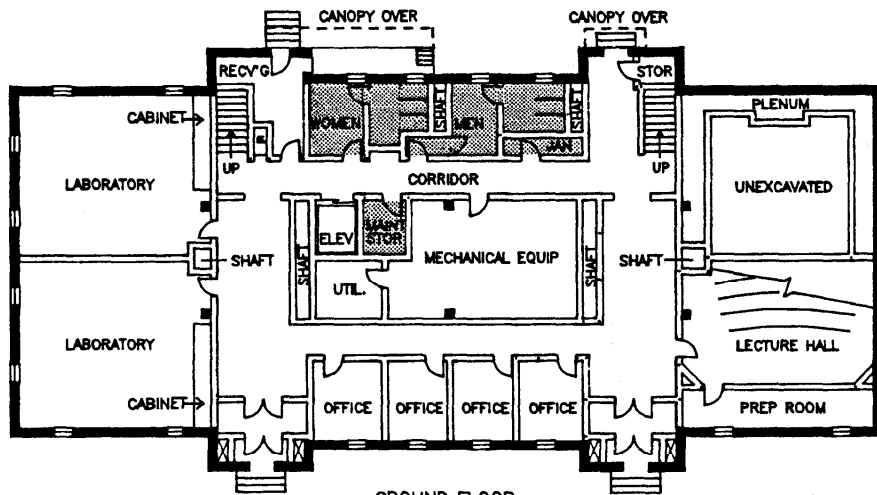 CANOPY OVER
CANOPY OVER
RECV'G
STOR
CABINET
WOMEN
SHAFT
MEN
SHAFT
JAN
PLENUM
UP
UP
LABORATORY
CORRIDOR
UNEXCAVATED
ELEV
MAINT
STOR
MECHANICAL EQUIP
SHAFT
SHAFT
SHAFT
SHAFT
UTIL.
LABORATORY
LECTURE HALL
CABINET
OFFICE
OFFICE
OFFICE
OFFICE
PREP ROOM
GROUND FLOOR